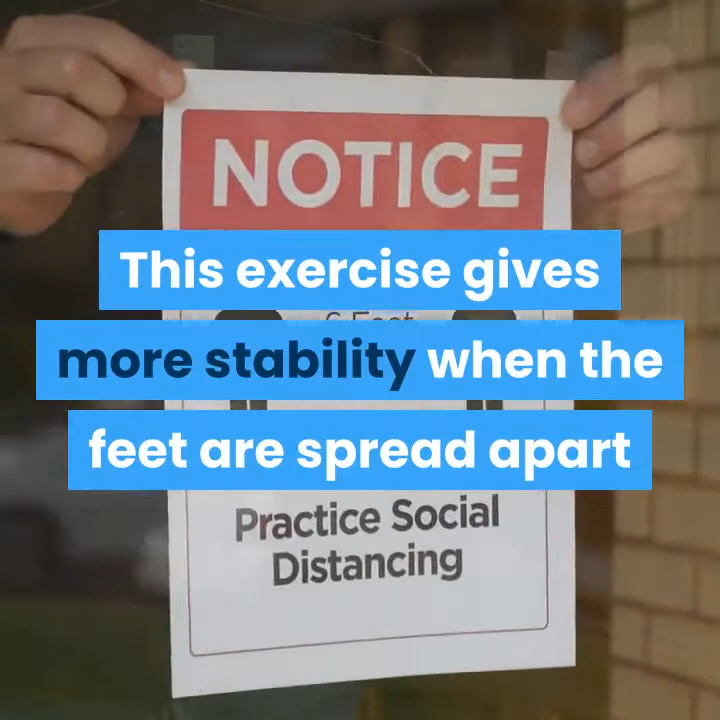 NOTICE
This exercise gives
more stability when the
feet are spread apart
Practice Social
Distancing